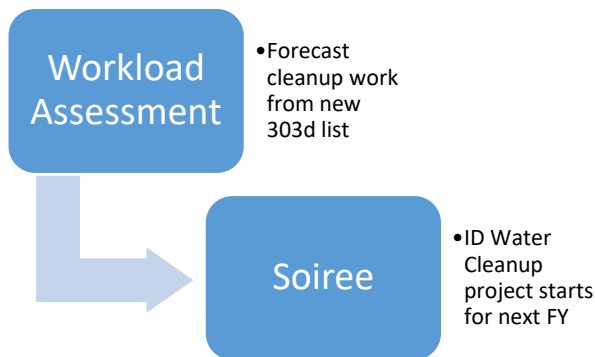 Workload
Assessment
•Forecast
cleanup work
from new
303d list
Soiree
•ID Water
Cleanup
project starts
for next FY